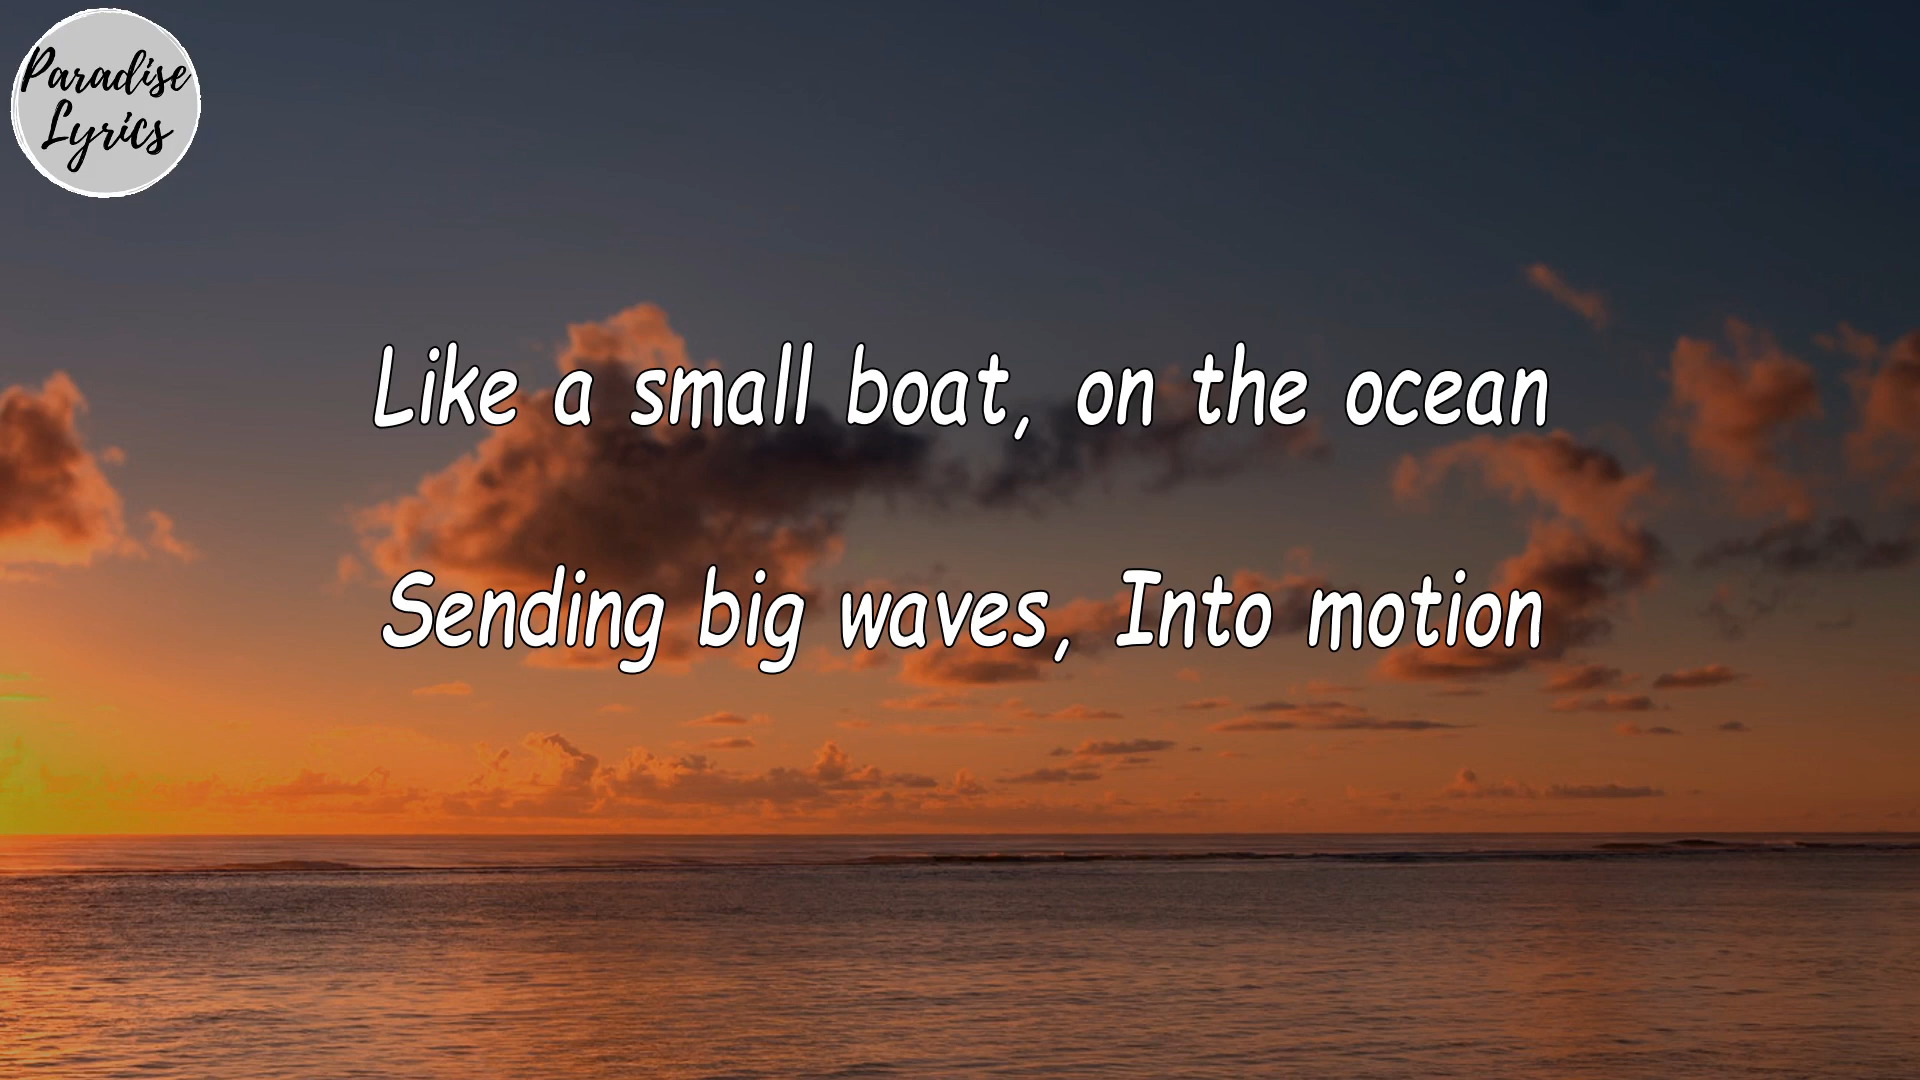 Paradise
Lyrics
Like a small boat, on the ocean
Sending big waves, Into motion